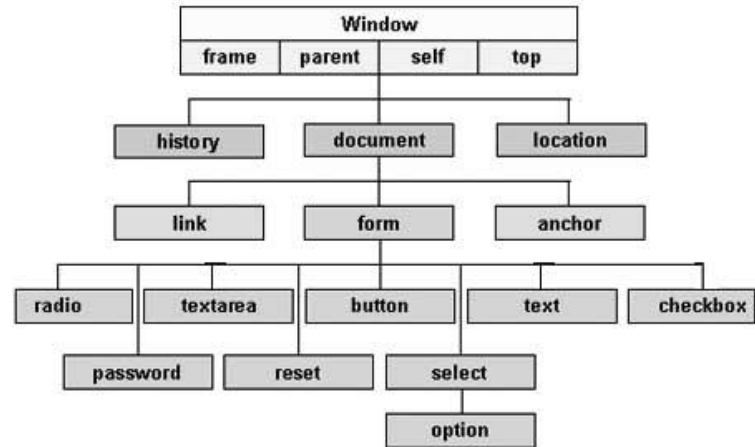 Window
frame parent self top
history document location
link form anchor
radio textarea button text checkbox
password reset select
option